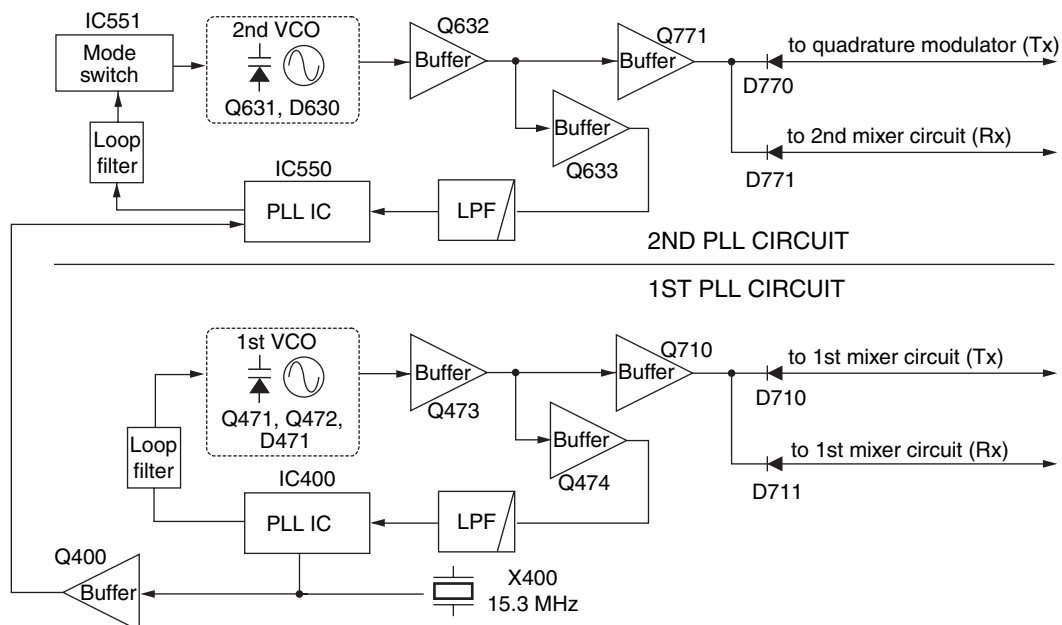 IC551
Mode
switch
2nd VCO
Q631, D630
Q632
Buffer
Q771
Buffer
to quadrature modulator (Tx)
D770
Loop
filter
Buffer
Q633
to 2nd mixer circuit (Rx)
D771
IC550
PLL IC
LPF
2ND PLL CIRCUIT
1ST PLL CIRCUIT
1st VCO
Q471, Q472,
D471
Buffer
Q473
Q710
Buffer
to 1st mixer circuit (Tx)
D710
Loop
filter
Buffer
Q474
to 1st mixer circuit (Rx)
D711
IC400
PLL IC
LPF
Q400
Buffer
X400
15.3 MHz